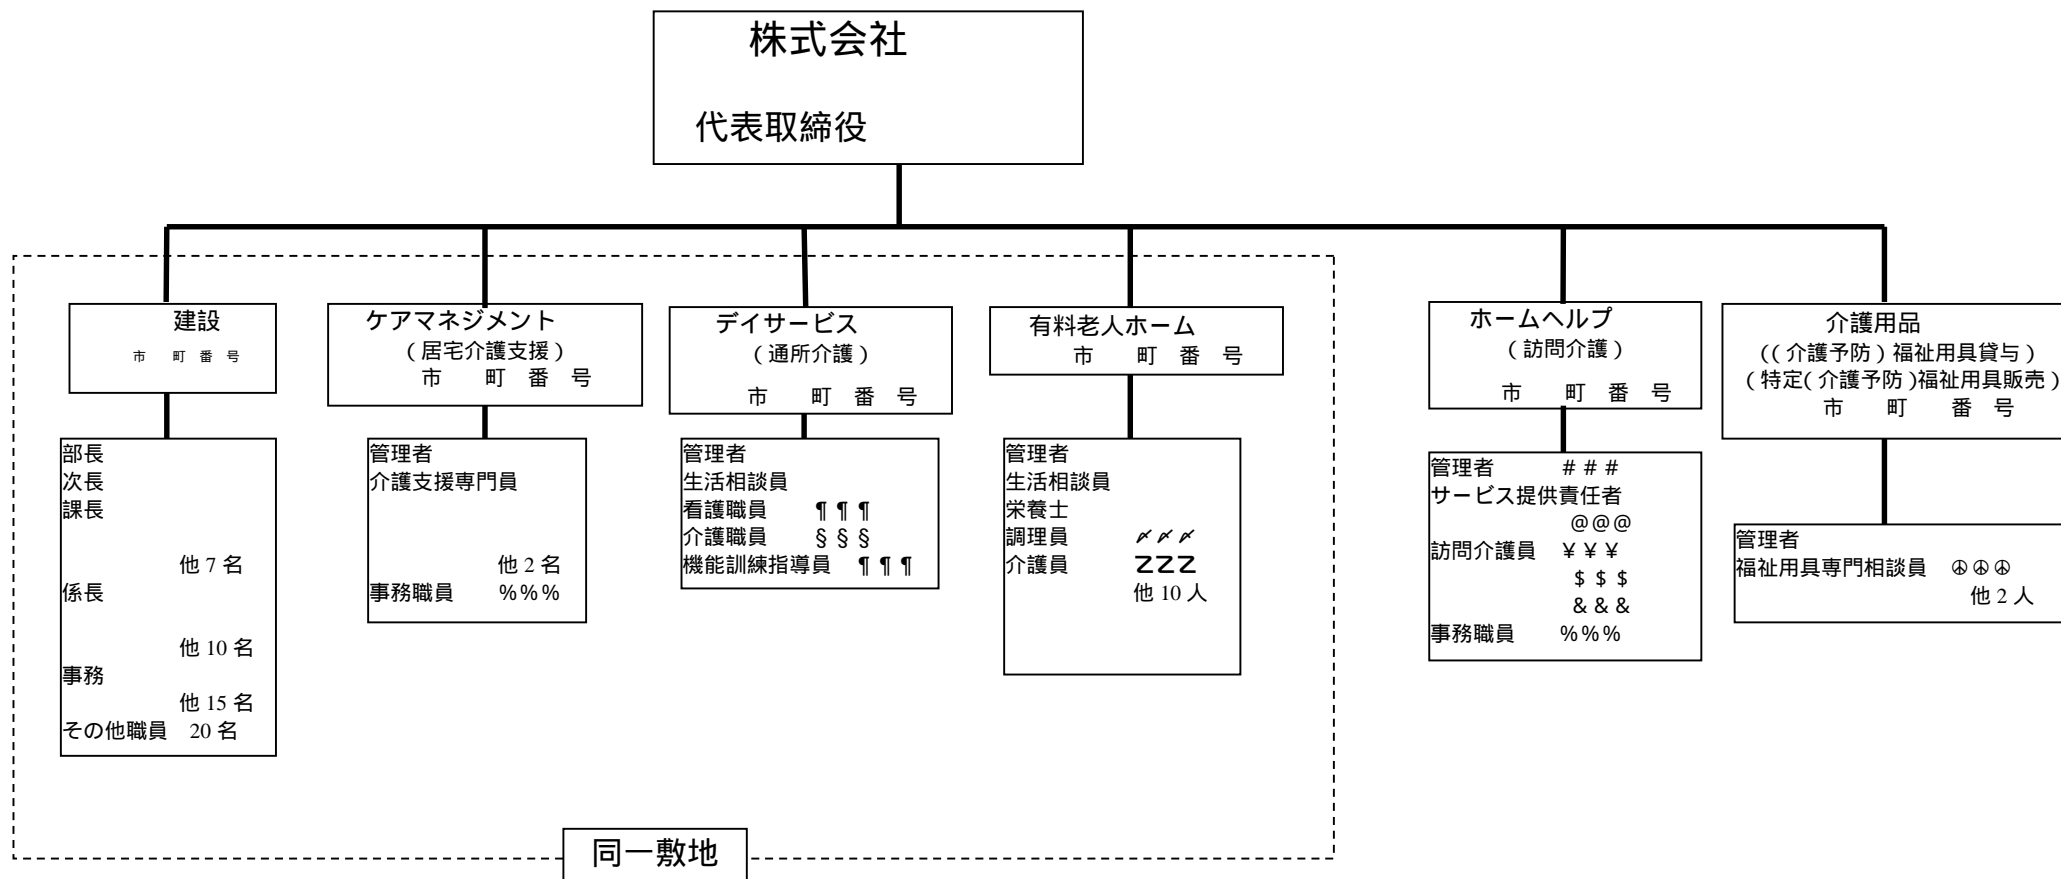 株式会社
代表取締役
建設
市　町　番　号
ケアマネジメント
（居宅介護支援）
市　町　番　号
デイサービス
（通所介護）
市　町　番　号
有料老人ホーム
市　町　番　号
ホームヘルプ
（訪問介護）
市　町　番　号
介護用品
(（介護予防）福祉用具貸与）
（特定（介護予防）福祉用具販売）
市　町　番　号
部長
次長
課長
他 7 名
係長
他 10 名
事務
他 15 名
その他職員　20 名
管理者
介護支援専門員
他 2 名
事務職員　%%%
管理者
生活相談員
看護職員　¶ ¶ ¶
介護職員　§ § §
機能訓練指導員　¶ ¶ ¶
管理者
生活相談員
栄養士
調理員
介護員　ZZZ
他 10 人
管理者　# # #
サービス提供責任者
@@@
訪問介護員　¥ ¥ ¥
$ $ $
& & &
事務職員　%%%
管理者
福祉用具専門相談員　☮☮☮
他 2 人
同一敷地